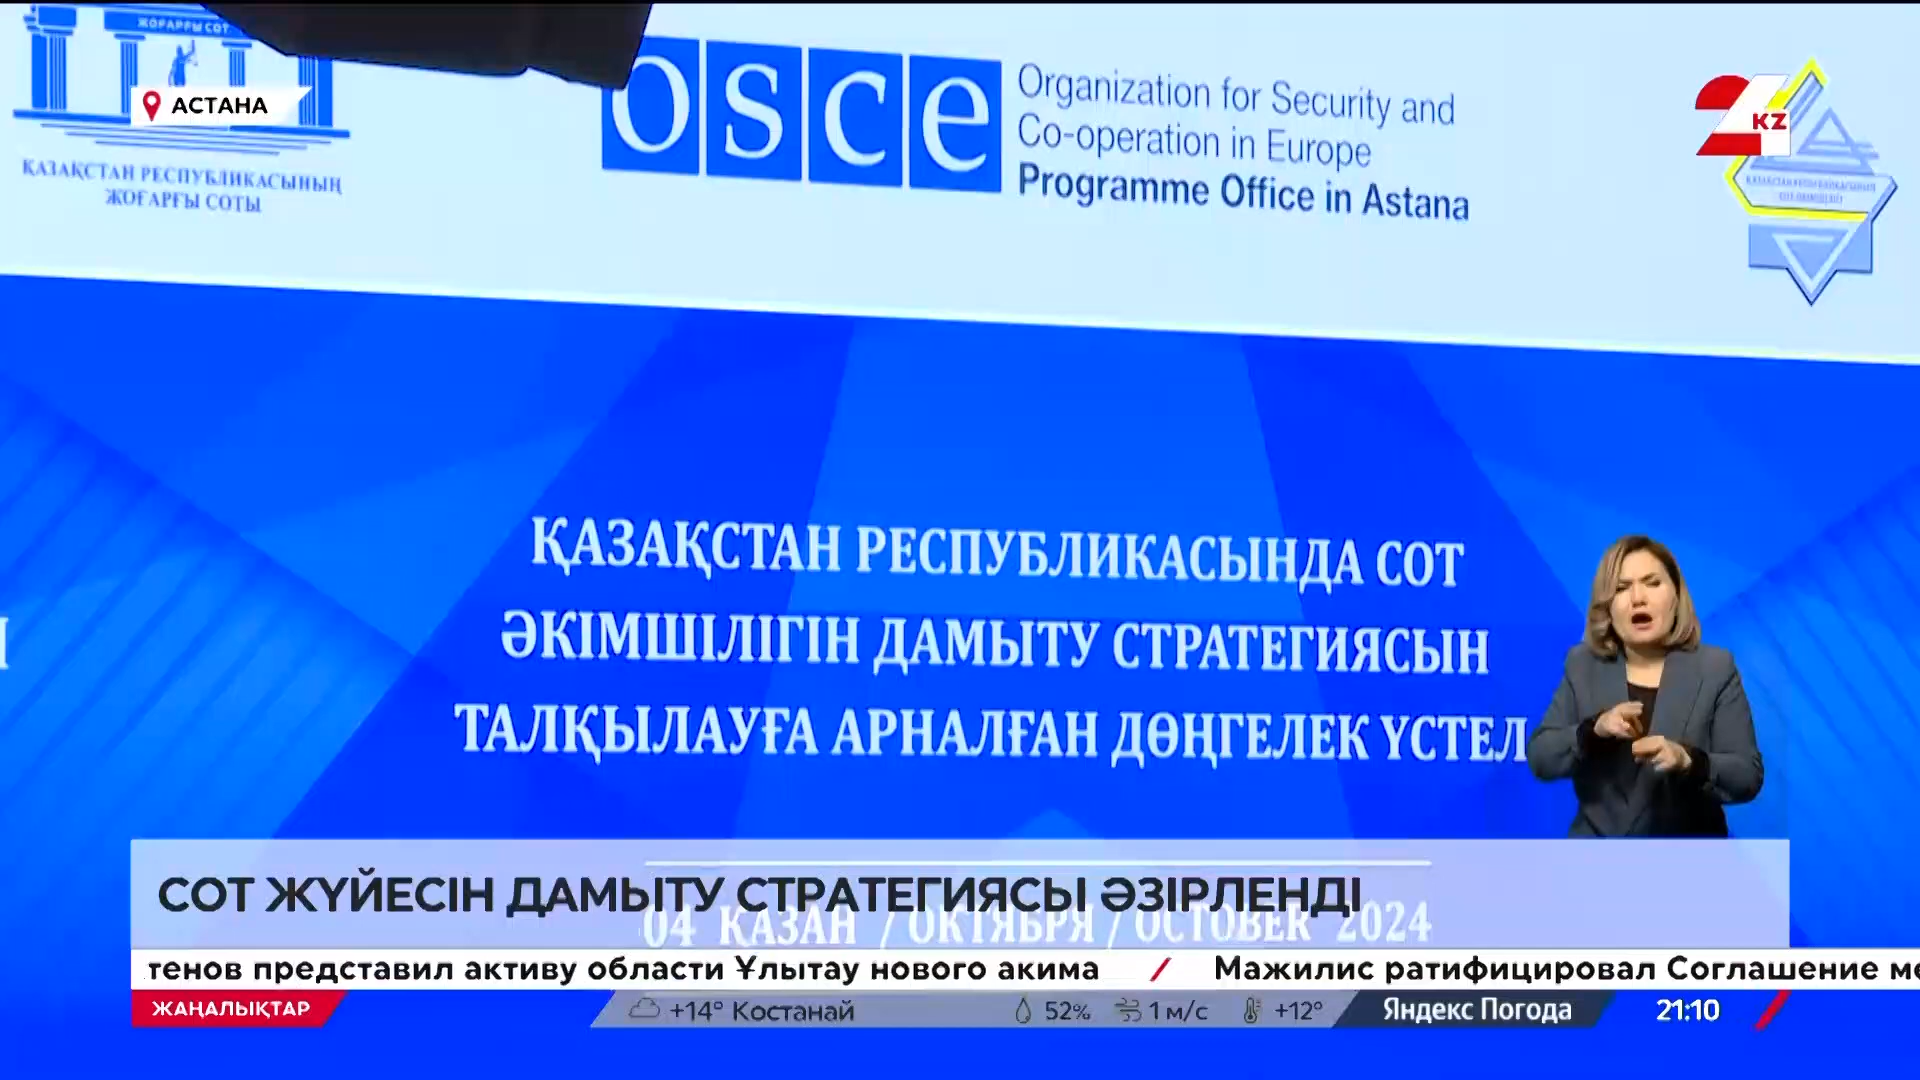 ЖОҒАРҒЫ СОТ
АСТАНА
ҚАЗАҚСТАН РЕСПУБЛИКАСЫНЫҢ
ЖОҒАРҒЫ СОТЫ
OSCE
Organization for Security and
Co-operation in Europe
Programme Office in Astana
24 KZ
ҚАЗАҚСТАН РЕСПУБЛИКАСЫНДА СОТ
ӘКІМШІЛІГІН ДАМЫТУ СТРАТЕГИЯСЫН
ТАЛҚЫЛАУҒА АРНАЛҒАН ДӨҢГЕЛЕК ҮСТЕЛ
СОТ ЖҮЙЕСІН ДАМЫТУ СТРАТЕГИЯСЫ ӘЗІРЛЕНДІ
04 ҚАЗАН / ОКТЯБРЯ / OCTOBER 2024
тенов представил активу области Ұлытау нового акима / Мажилис ратифицировал Соглашение ме
ЖАҢАЛЫҚТАР
+14° Костанай 52% 1 м/с +12° Яндекс Погода 21:10